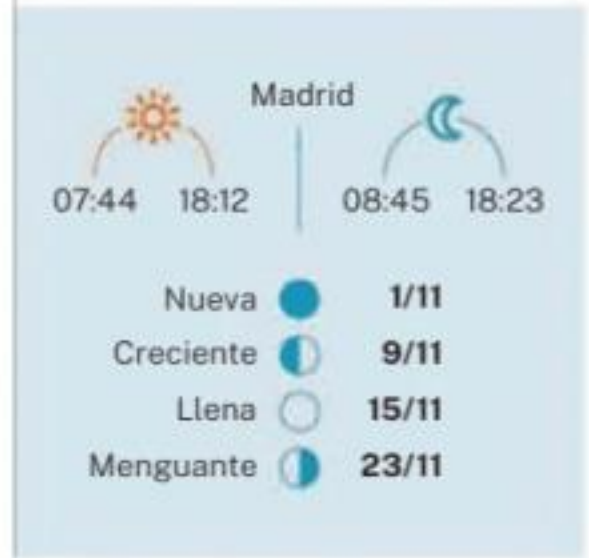 Madrid
07:44 18:12 08:45 18:23
Nueva 1/11
Creciente 9/11
Llena 15/11
Menguante 23/11